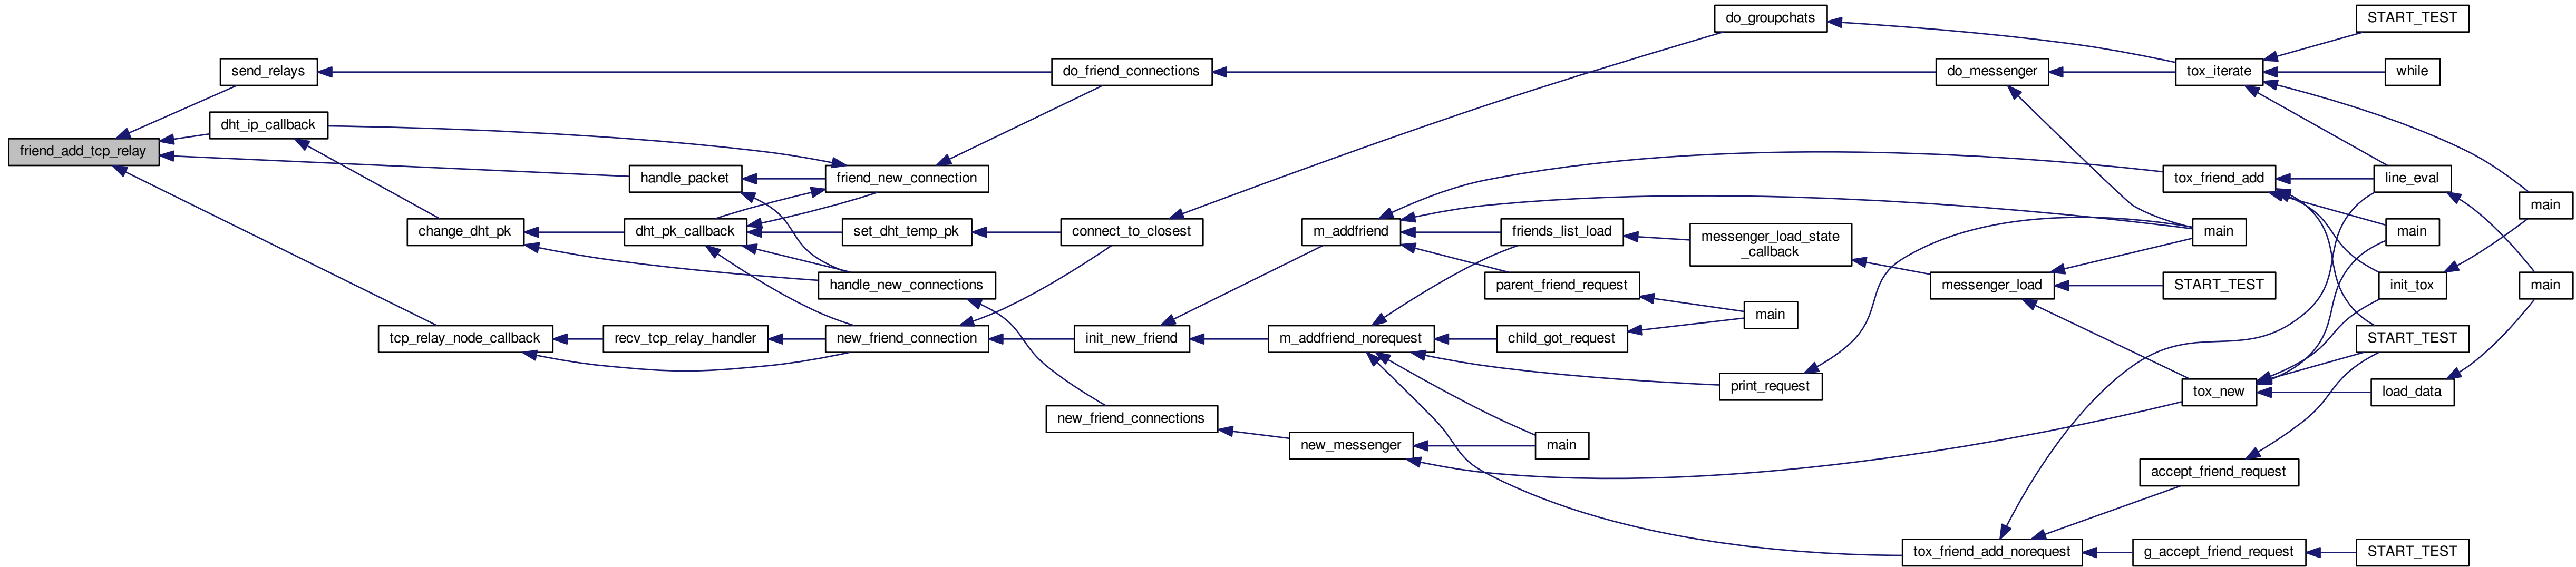 do_groupchats
START_TEST
send_relays
do_friend_connections
do_messenger
tox_iterate
while
dht_ip_callback
friend_add_tcp_relay
handle_packet
friend_new_connection
tox_friend_add
line_eval
main
change_dht_pk
dht_pk_callback
set_dht_temp_pk
connect_to_closest
m_addfriend
friends_list_load
messenger_load_state
_callback
main
main
handle_new_connections
parent_friend_request
messenger_load
START_TEST
init_tox
main
main
tcp_relay_node_callback
recv_tcp_relay_handler
new_friend_connection
init_new_friend
m_addfriend_norequest
child_got_request
START_TEST
print_request
tox_new
load_data
new_friend_connections
new_messenger
main
accept_friend_request
tox_friend_add_norequest
g_accept_friend_request
START_TEST